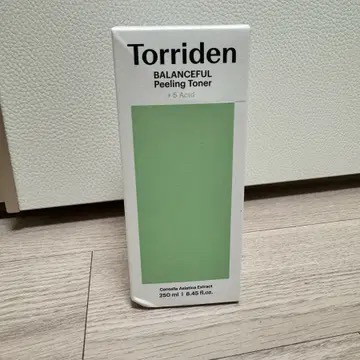 Torriden
BALANCEFUL
Peeling Toner
+ 6 Acid
Centella Asiatica Extract
250 ml | 8.45 fl.oz.